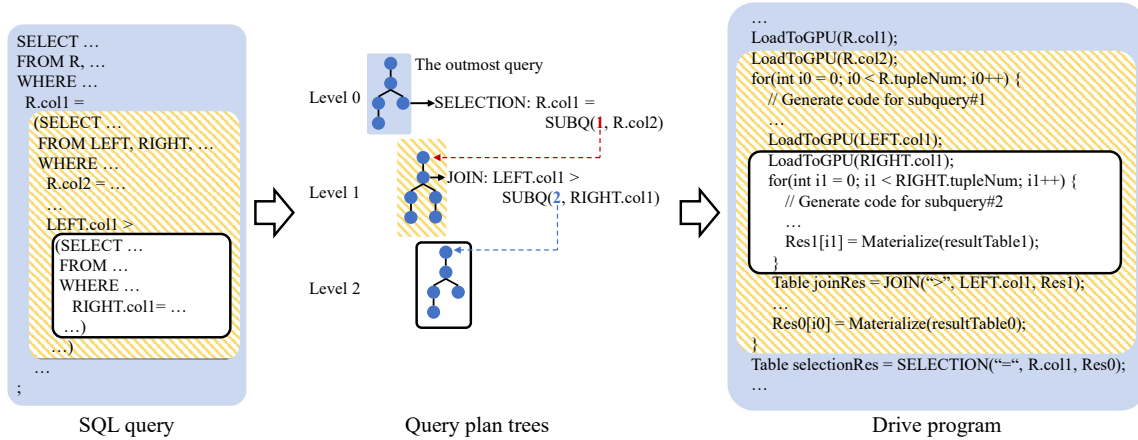 SELECT …
FROM R, …
WHERE …
R.col1 =
(SELECT …
FROM LEFT, RIGHT, …
WHERE …
R.col2 = …
…
LEFT.col1 >
(SELECT …
FROM …
WHERE …
RIGHT.col1= …
…)
…)
…
;
SQL query
The outmost query
Level 0
SELECTION: R.col1 =
SUBQ(1, R.col2)
Level 1
JOIN: LEFT.col1 >
SUBQ(2, RIGHT.col1)
Level 2
Query plan trees
…
LoadToGPU(R.col1);
LoadToGPU(R.col2);
for(int i0 = 0; i0 < R.tupleNum; i0++) {
// Generate code for subquery#1
…
LoadToGPU(LEFT.col1);
LoadToGPU(RIGHT.col1);
for(int i1 = 0; i1 < RIGHT.tupleNum; i1++) {
// Generate code for subquery#2
…
Res1[i1] = Materialize(resultTable1);
}
Table joinRes = JOIN(“>”, LEFT.col1, Res1);
…
Res0[i0] = Materialize(resultTable0);
}
Table selectionRes = SELECTION(“=“, R.col1, Res0);
…
Drive program